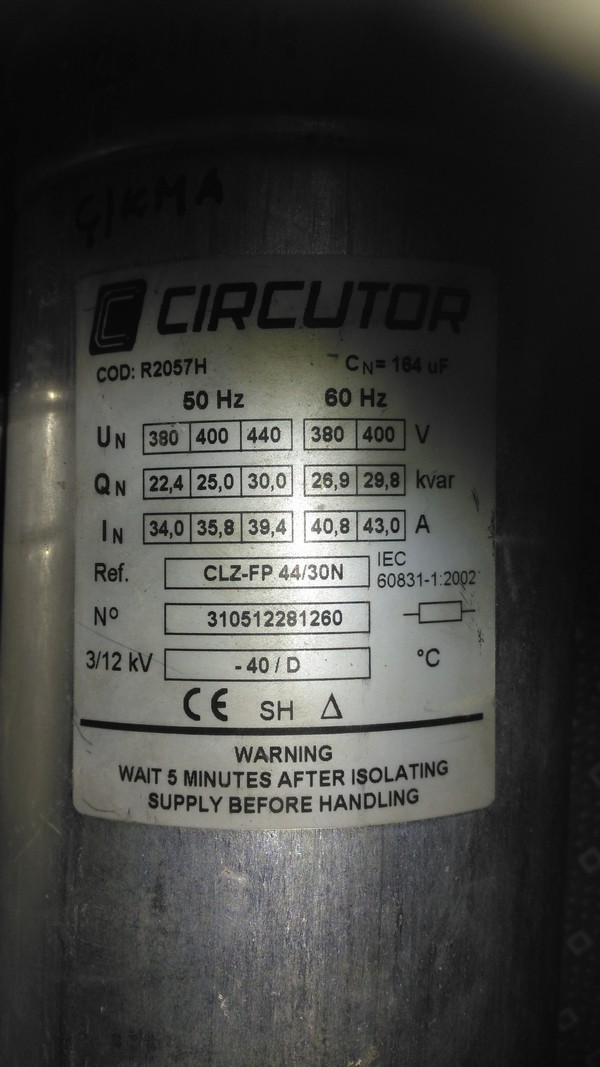 ÇIKMA
CIRCUTOR
COD: R2057H CN= 164 uF
50 Hz 60 Hz
UN 380 400 440 380 400 V
QN 22,4 25,0 30,0 26,9 29,8 kvar
IN 34,0 35,8 39,4 40,8 43,0 A
Ref. CLZ-FP 44/30N IEC 60831-1:2002
Nº 310512281260
3/12 kV - 40 / D °C
CE SH Δ
WARNING
WAIT 5 MINUTES AFTER ISOLATING
SUPPLY BEFORE HANDLING